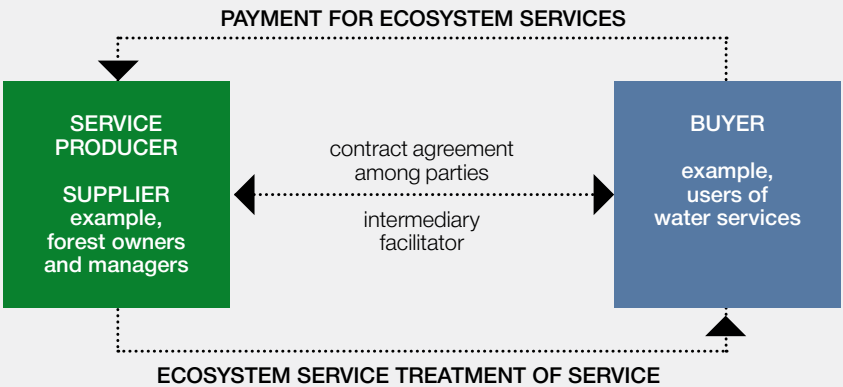 PAYMENT FOR ECOSYSTEM SERVICES
SERVICE
PRODUCER
SUPPLIER
example,
forest owners
and managers
contract agreement
among parties
intermediary
facilitator
BUYER
example,
users of
water services
ECOSYSTEM SERVICE TREATMENT OF SERVICE